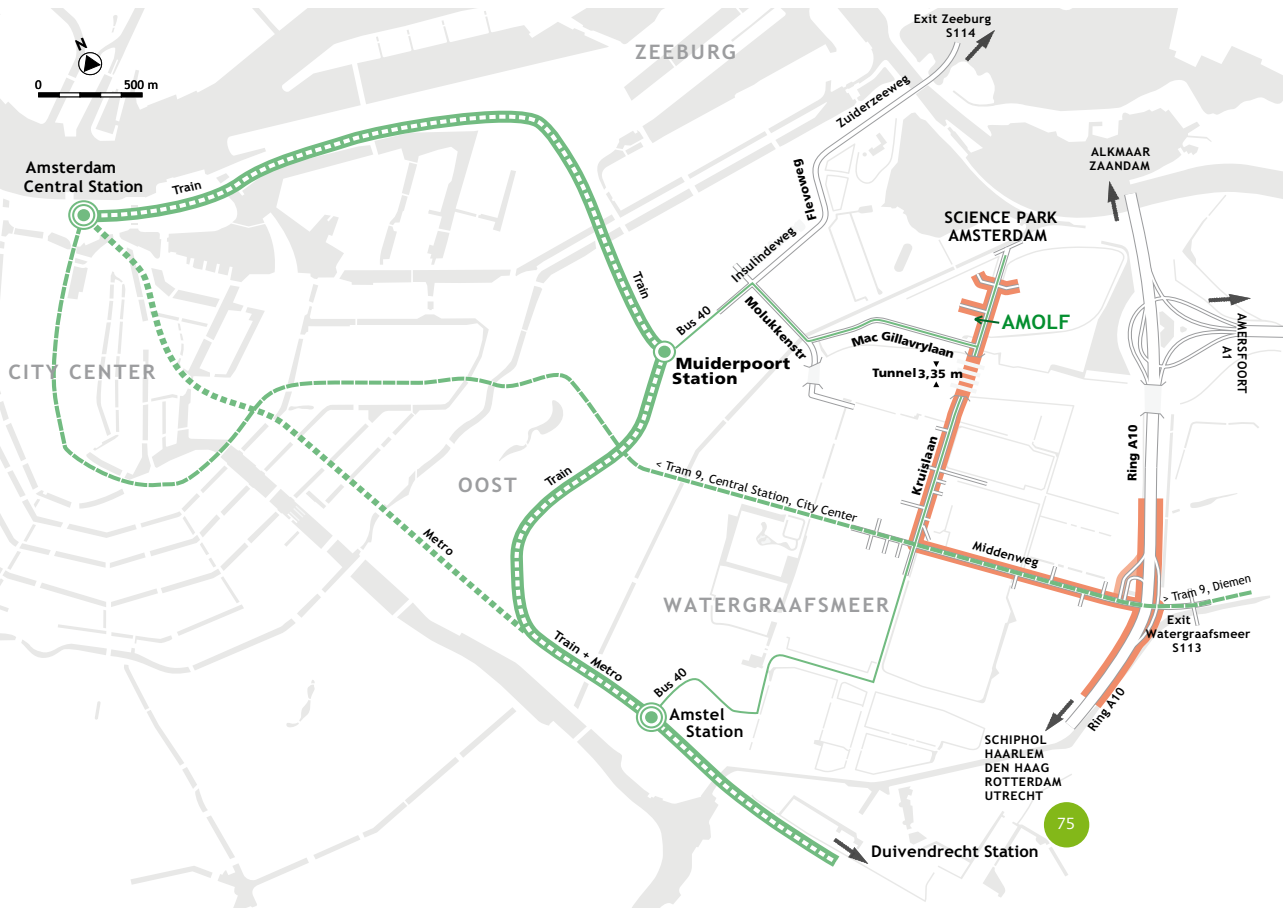 Exit Zeeburg
S114
ZEEBURG
N
0 500 m
Zuiderzeeweg
ALKMAAR
ZAANDAM
Amsterdam
Central Station
Train
Flevoweg
SCIENCE PARK
AMSTERDAM
Insulindeweg
Train
Bus 40
Molukkenstr
AMOLF
AMERSFOORT
A1
Mac Gillavrylaan
Tunnel 3,35 m
CITY CENTER
Muiderpoort
Station
Kruislaan
Ring A10
OOST
Train
< Tram 9, Central Station, City Center
Metro
Middenweg
> Tram 9, Diemen
WATERGRAAFSMEER
Exit
Watergraafsmeer
S113
Train + Metro
Bus 40
Amstel
Station
Ring A10
SCHIPHOL
HAARLEM
DEN HAAG
ROTTERDAM
UTRECHT
75
Duivendrecht Station